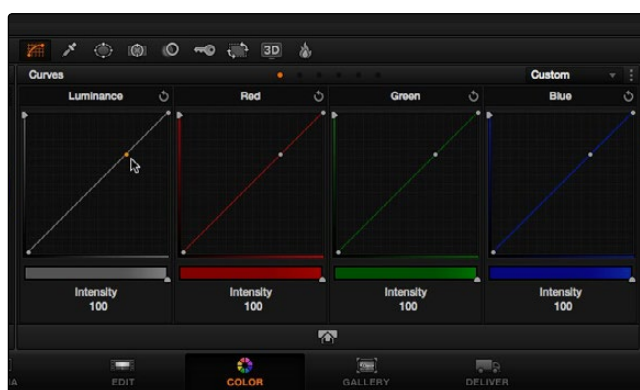 3D
Curves
Custom
Luminance
Red
Green
Blue
Intensity
100
Intensity
100
Intensity
100
Intensity
100
IA
EDIT
COLOR
GALLERY
DELIVER